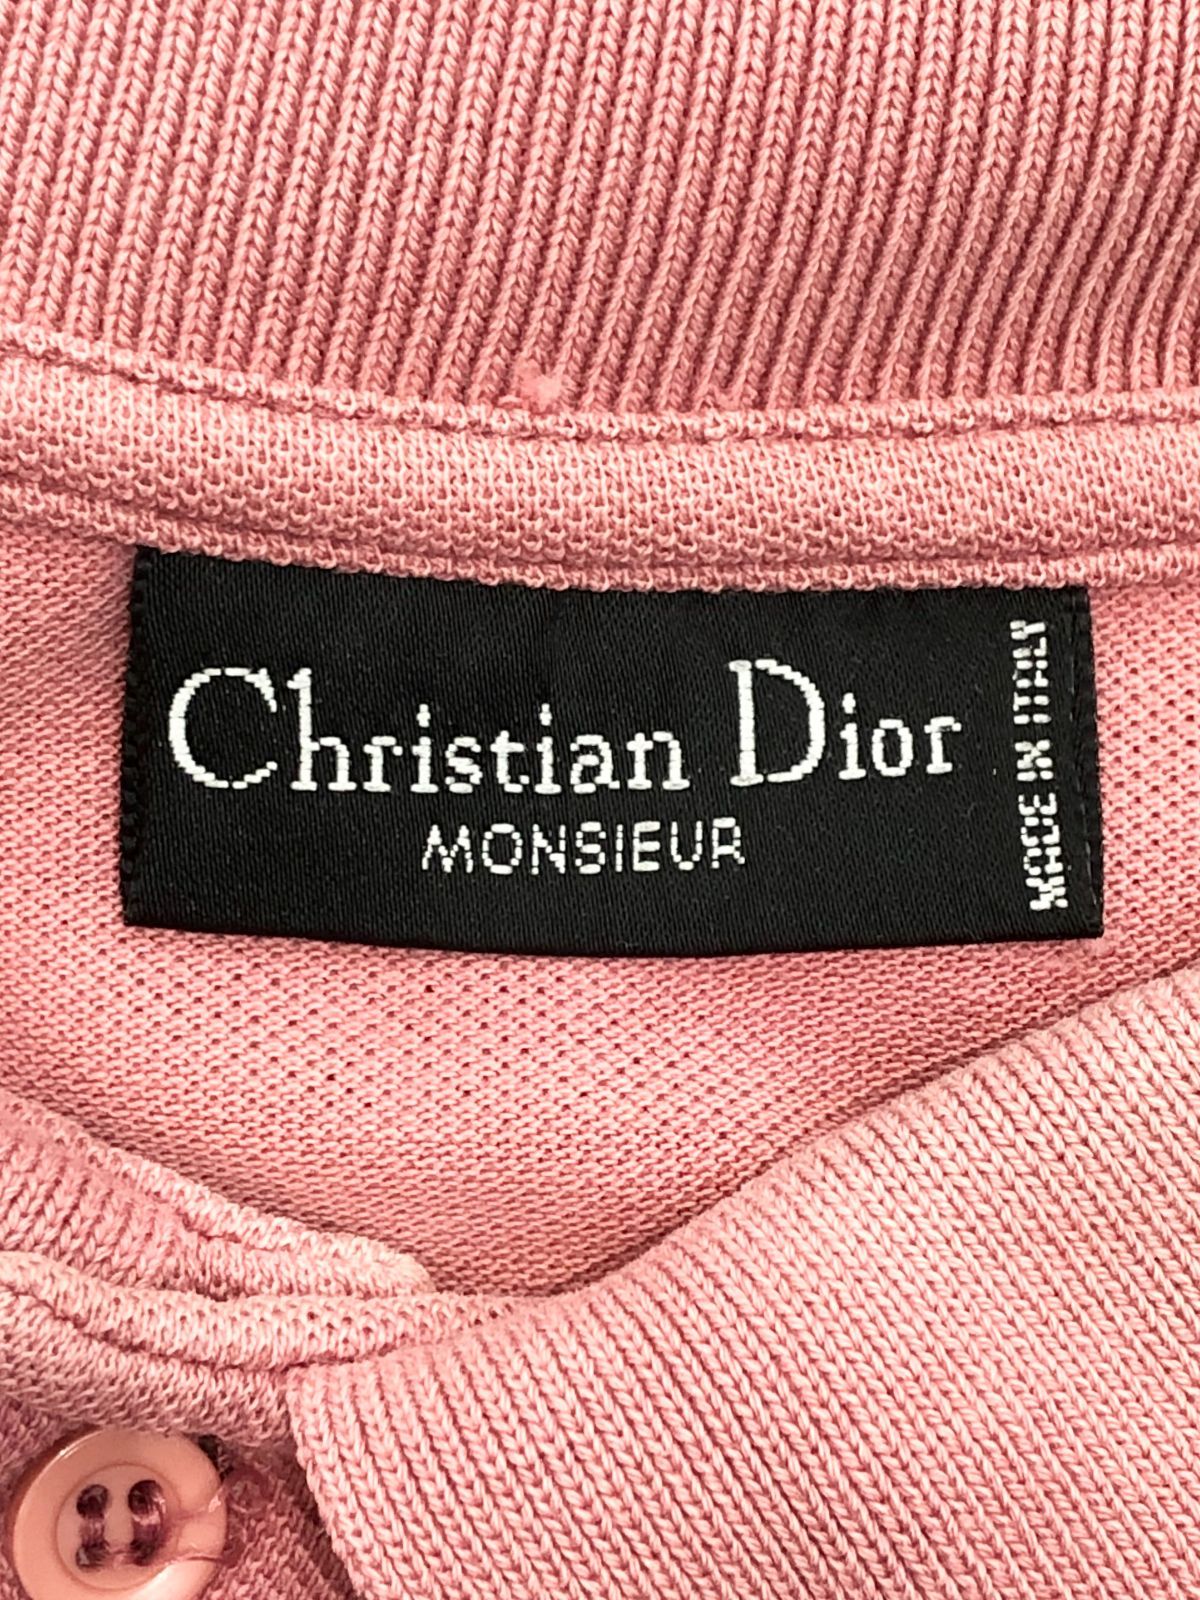 Christian Dior
MONSIEUR
MADE IN ITALY